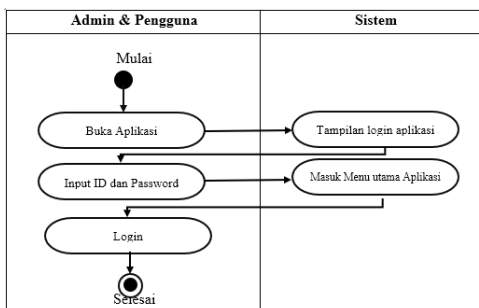 Admin & Pengguna
Sistem
Mulai
Buka Aplikasi
Tampilan login aplikasi
Input ID dan Password
Masuk Menu utama Aplikasi
Login
Selesai